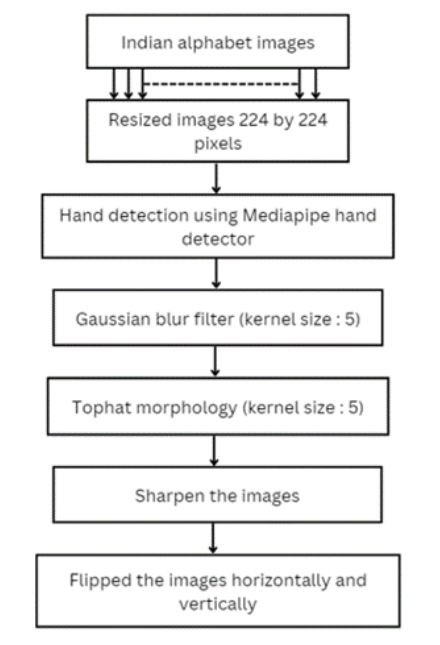 Indian alphabet images
Resized images 224 by 224
pixels
Hand detection using Mediapipe hand
detector
Gaussian blur filter (kernel size : 5)
Tophat morphology (kernel size : 5)
Sharpen the images
Flipped the images horizontally and
vertically